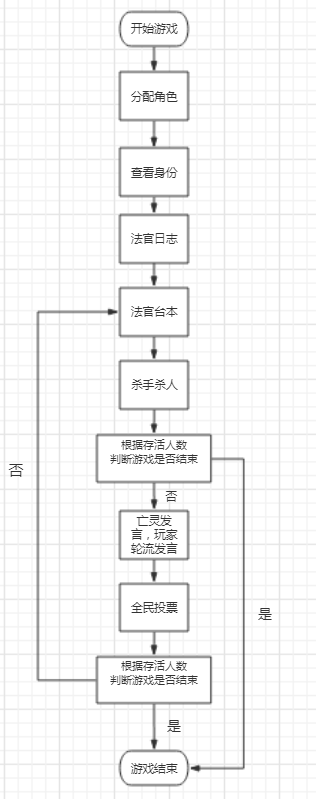 开始游戏
分配角色
查看身份
法官日志
法官台本
杀手杀人
根据存活人数
判断游戏是否结束
否
否
亡灵发
言，玩家
轮流发言
全民投票
是
根据存活人数
判断游戏是否结束
是
游戏结束